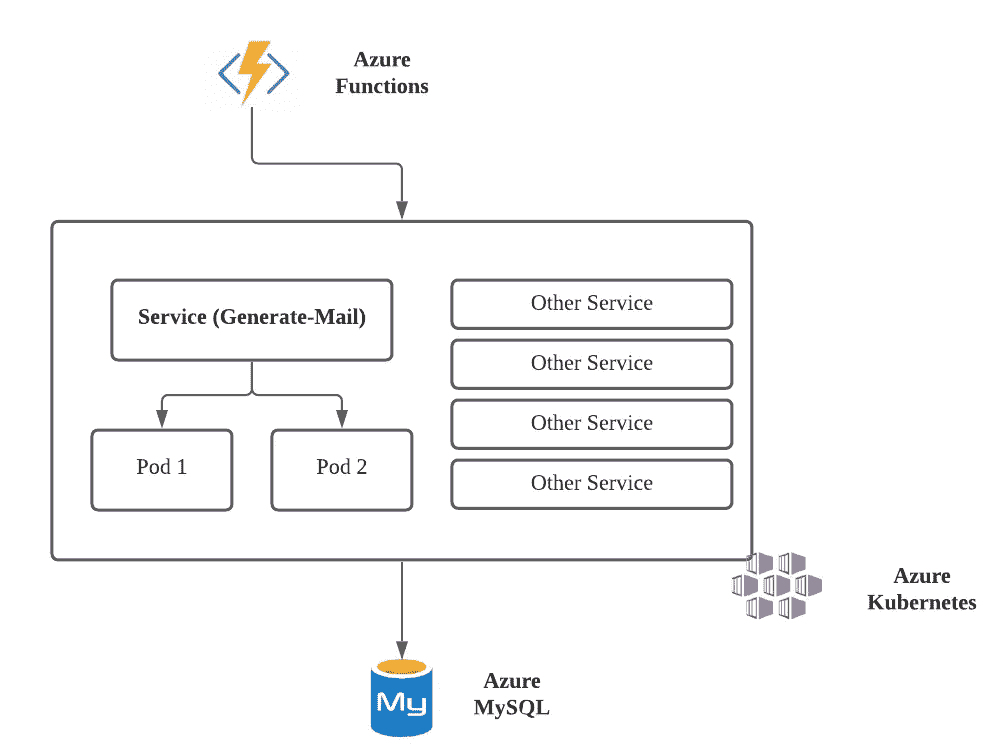 Azure
Functions
Service (Generate-Mail)
Pod 1
Pod 2
Other Service
Other Service
Other Service
Other Service
Azure
Kubernetes
My
Azure
MySQL